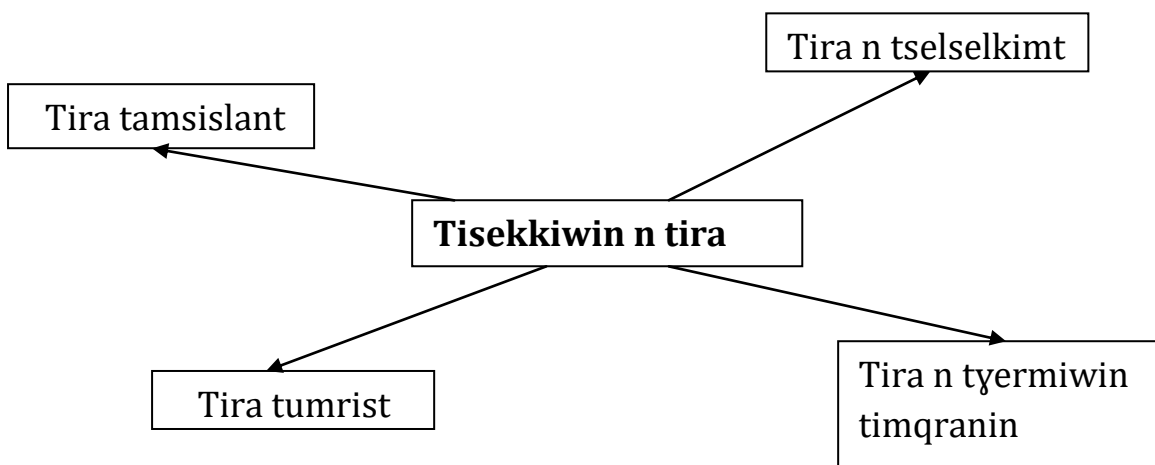 Tira n tselselkimt
Tira tamsislant
Tisekkiwin n tira
Tira n tɣermiwin
timqranin
Tira tumrist